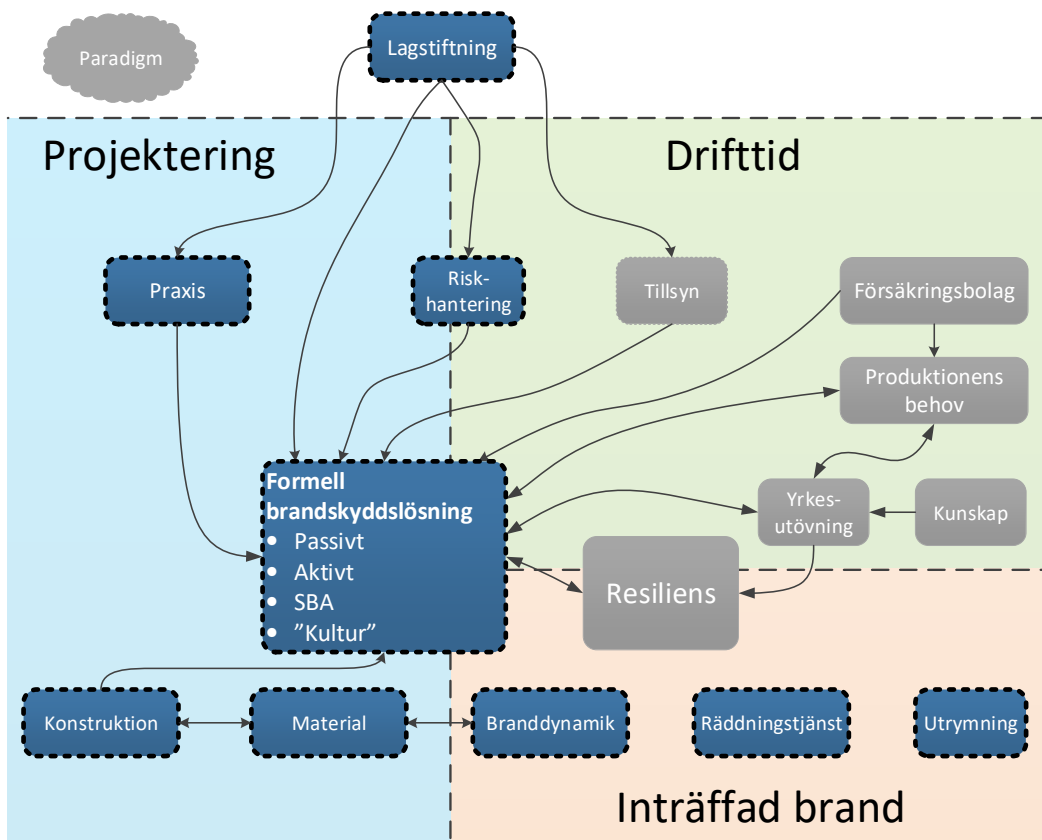 Paradigm
Lagstiftning
Projektering
Drifttid
Praxis
Risk-
hantering
Tillsyn
Försäkringsbolag
Produktionens
behov
Formell
brandskyddslösning
• Passivt
• Aktivt
• SBA
• ”Kultur”
Yrkes-
utövning
Kunskap
Resiliens
Konstruktion
Material
Branddynamik
Räddningstjänst
Utrymning
Inträffad brand